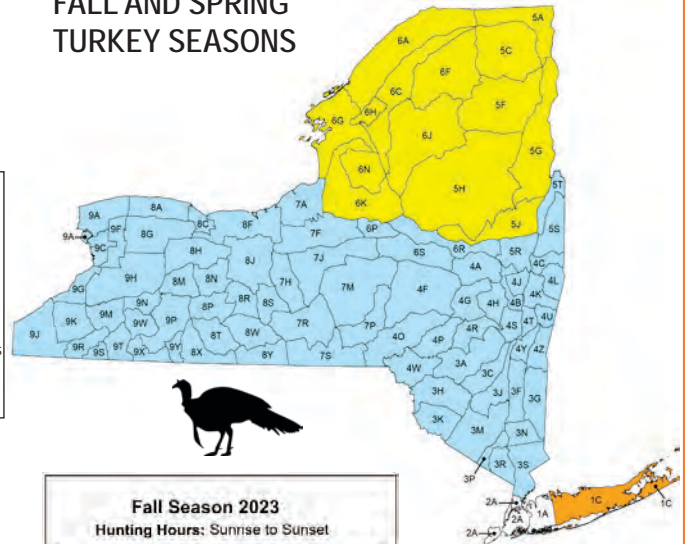 FALL AND SPRING
TURKEY SEASONS
5A
6A
5C
6F
6C
5F
6H
6G
6J
5G
6N
5H
5T
6K
8A
7A
9A
5J
5S
8C
8F
6P
9F
8G
7F
9A
6R
5R
9C
8H
6S
4C
8J
7J
4A
9H
8M
8N
7H
4J
4L
9G
7M
4F
4K
9N
8R
8S
4G
4H
4B
9M
8P
4U
9K
9W
9P
7R
4S
4T
9J
8T
8W
7P
4O
4P
4R
9R
9S
9T
9X
9Y
8X
8Y
7S
4Y
4Z
3A
4W
3C
3H
3J
3F
3G
3K
3M
3N
3R
3S
3P
2A
1C
1C
1A
2A
2A
Fall Season 2023
Hunting Hours: Sunrise to Sunset